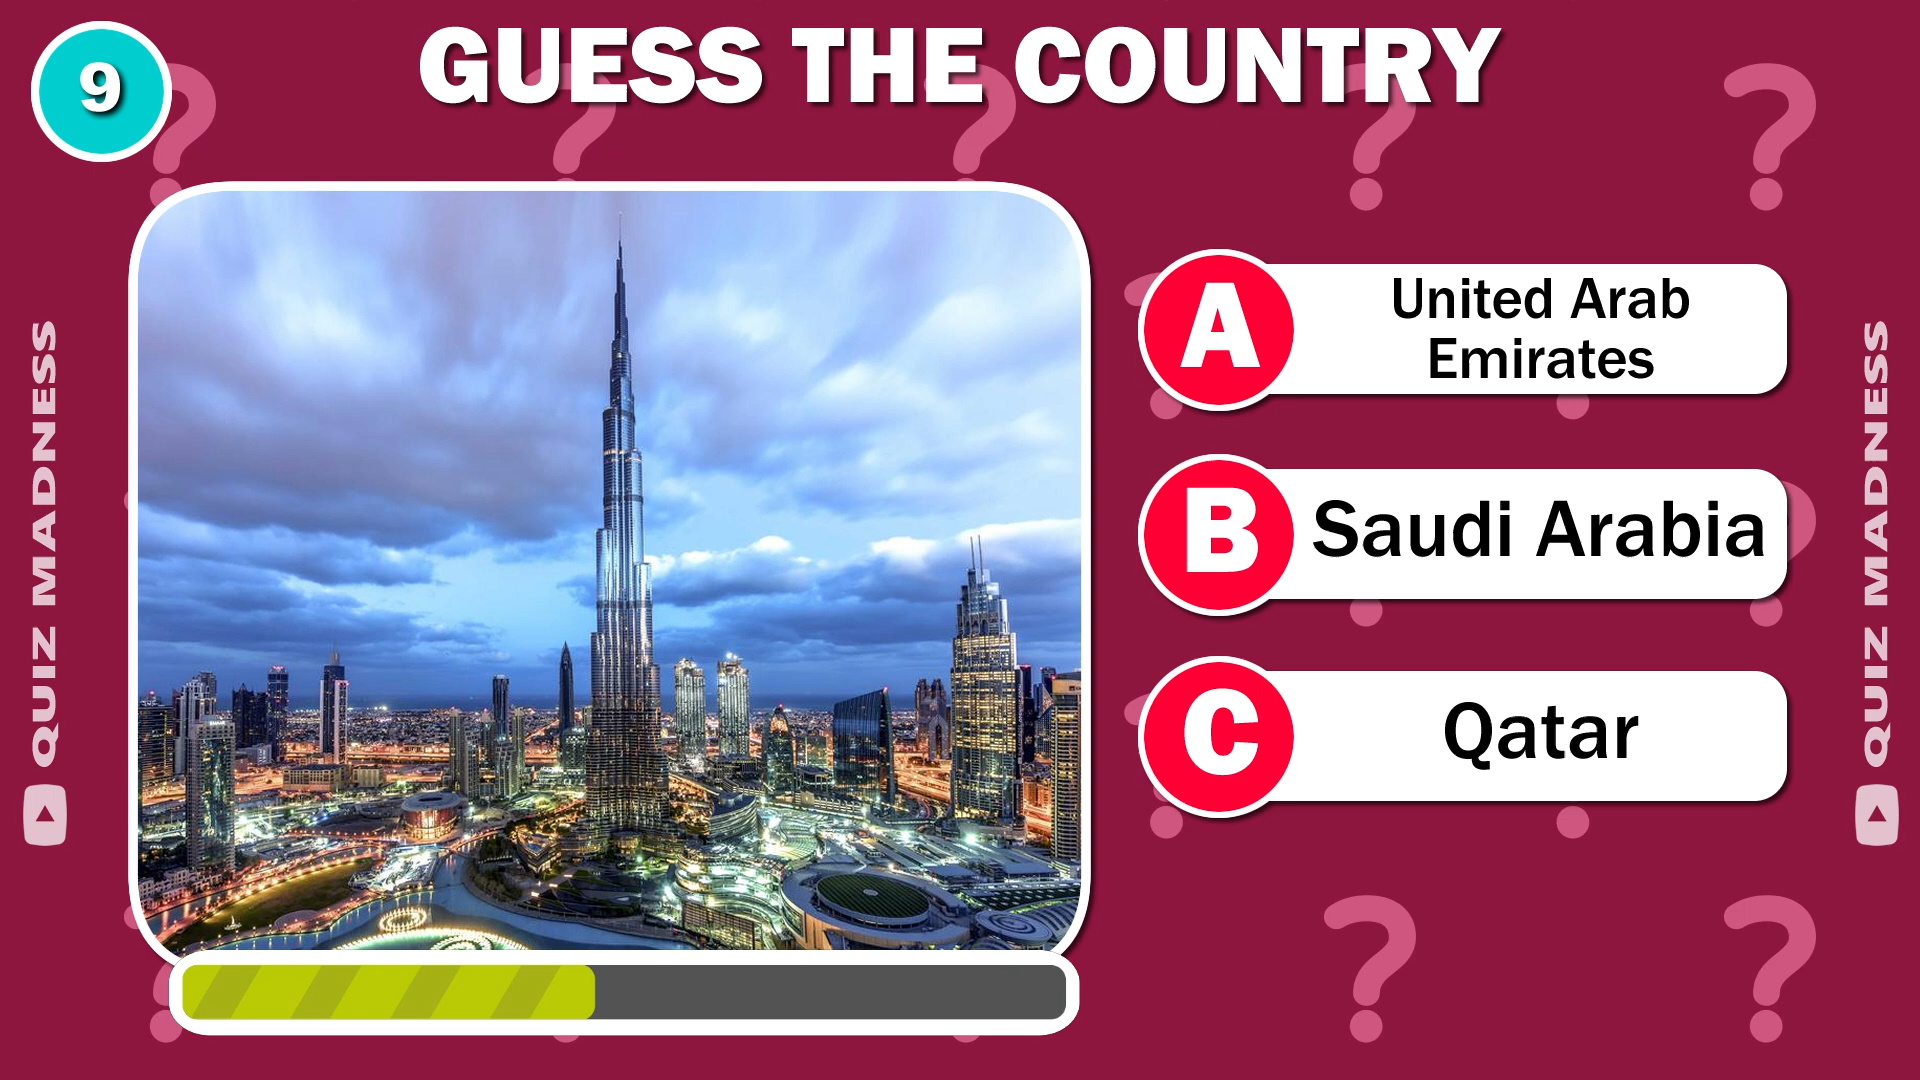 9
GUESS THE COUNTRY
A
United Arab
Emirates
B
Saudi Arabia
C
Qatar
QUIZ MADNESS
QUIZ MADNESS